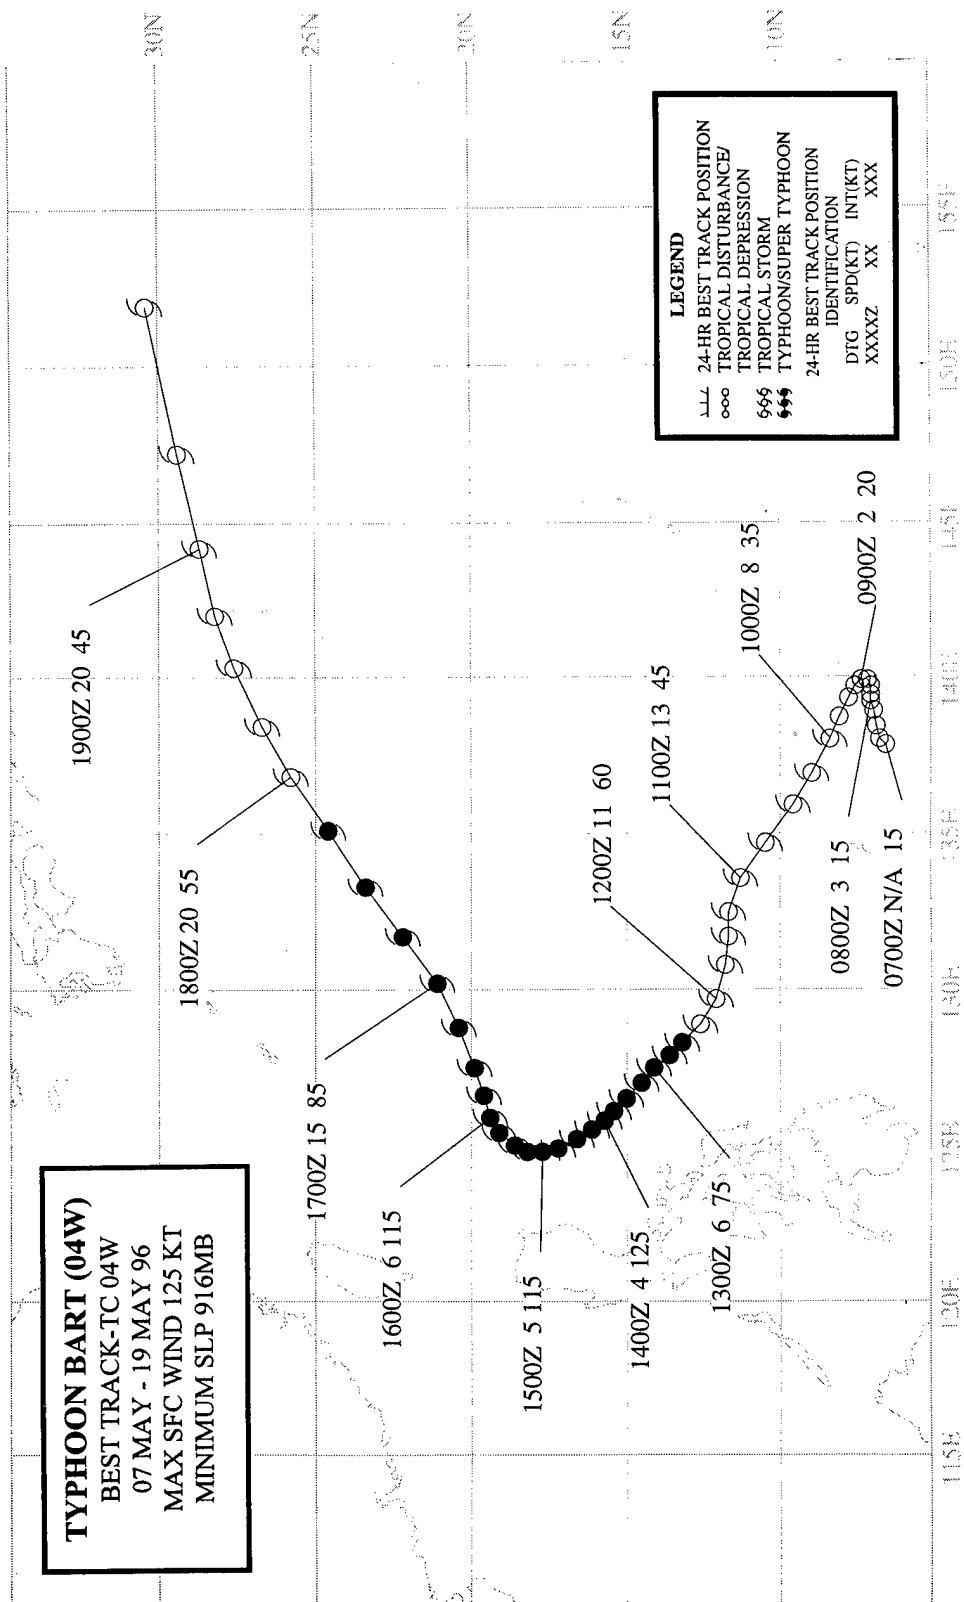 TYPHOON BART (04W)
BEST TRACK-TC 04W
07 MAY - 19 MAY 96
MAX SFC WIND 125 KT
MINIMUM SLP 916MB
30N
25N
20N
15N
10N
1900Z 20 45
1800Z 20 55
1700Z 15 85
1600Z 6 115
1500Z 5 115
1400Z 4 125
1300Z 6 75
1200Z 11 60
1100Z 13 45
1000Z 8 35
0900Z 2 20
0800Z 3 15
0700Z N/A 15
LEGEND
24-HR BEST TRACK POSITION
TROPICAL DISTURBANCE/
TROPICAL DEPRESSION
TROPICAL STORM
TYPHOON/SUPER TYPHOON
24-HR BEST TRACK POSITION
IDENTIFICATION
DTG SPD(KT) INT(KT)
XXXXZ XX XXX
115E
120E
125E
130E
135E
140E
145E
150E
155E